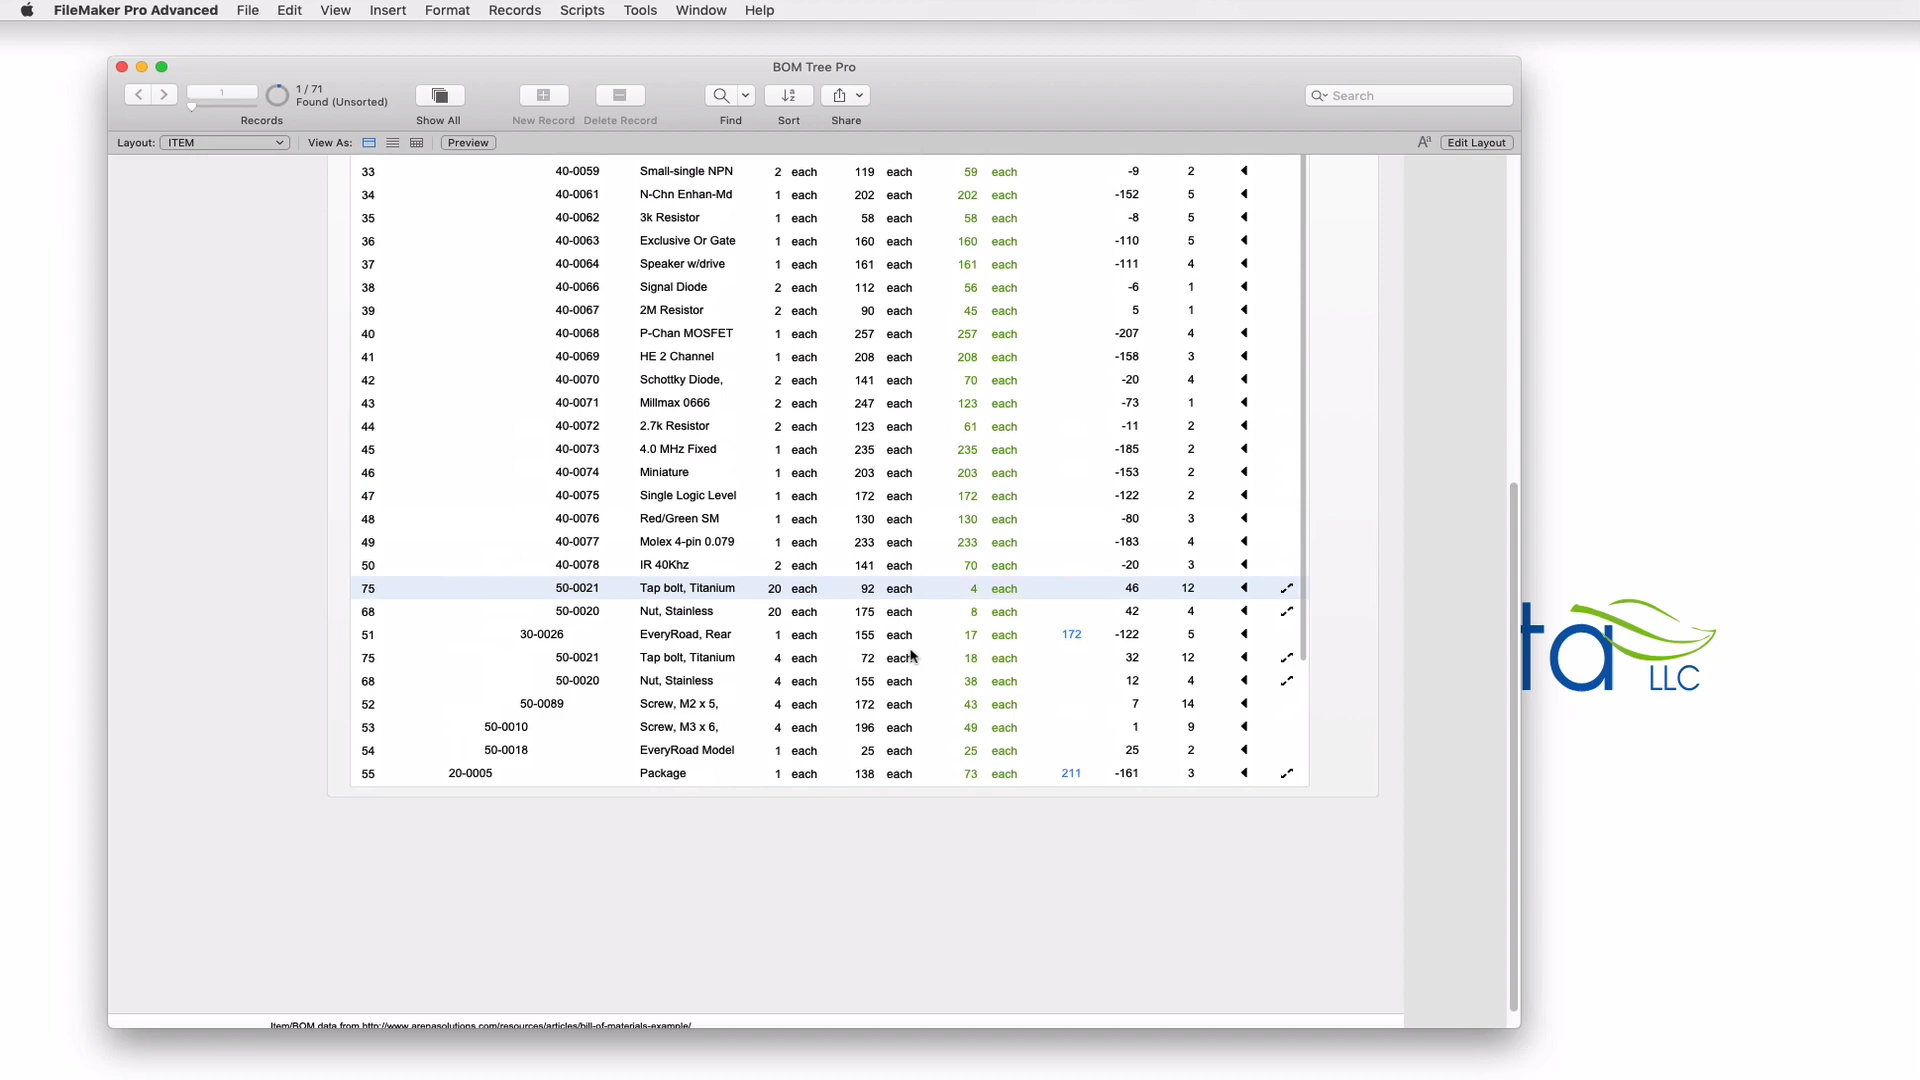 FileMaker Pro Advanced File Edit View Insert Format Records Scripts Tools Window Help
BOM Tree Pro
1 1 / 71 Found (Unsorted)
Records Show All New Record Delete Record Find Sort Share Search
Layout: ITEM View As: Preview Aa Edit Layout
33 40-0059 Small-single NPN 2 each 119 each 59 each -9 2
34 40-0061 N-Chn Enhan-Md 1 each 202 each 202 each -152 5
35 40-0062 3k Resistor 1 each 58 each 58 each -8 5
36 40-0063 Exclusive Or Gate 1 each 160 each 160 each -110 5
37 40-0064 Speaker w/drive 1 each 161 each 161 each -111 4
38 40-0066 Signal Diode 2 each 112 each 56 each -6 1
39 40-0067 2M Resistor 2 each 90 each 45 each 5 1
40 40-0068 P-Chan MOSFET 1 each 257 each 257 each -207 4
41 40-0069 HE 2 Channel 1 each 208 each 208 each -158 3
42 40-0070 Schottky Diode, 2 each 141 each 70 each -20 4
43 40-0071 Millmax 0666 2 each 247 each 123 each -73 1
44 40-0072 2.7k Resistor 2 each 123 each 61 each -11 2
45 40-0073 4.0 MHz Fixed 1 each 235 each 235 each -185 2
46 40-0074 Miniature 1 each 203 each 203 each -153 2
47 40-0075 Single Logic Level 1 each 172 each 172 each -122 2
48 40-0076 Red/Green SM 1 each 130 each 130 each -80 3
49 40-0077 Molex 4-pin 0.079 1 each 233 each 233 each -183 4
50 40-0078 IR 40Khz 2 each 141 each 70 each -20 3
75 50-0021 Tap bolt, Titanium 20 each 92 each 4 each 46 12
68 50-0020 Nut, Stainless 20 each 175 each 8 each 42 4
51 30-0026 EveryRoad, Rear 1 each 155 each 17 each 172 -122 5
75 50-0021 Tap bolt, Titanium 4 each 72 each 18 each 32 12
68 50-0020 Nut, Stainless 4 each 155 each 38 each 12 4
52 50-0089 Screw, M2 x 5, 4 each 172 each 43 each 7 14
53 50-0010 Screw, M3 x 6, 4 each 196 each 49 each 1 9
54 50-0018 EveryRoad Model 1 each 25 each 25 each 25 2
55 20-0005 Package 1 each 138 each 73 each 211 -161 3
Item/BOM data from http://www.arenasolutions.com/resources/articles/bill-of-materials-example/
ta LLC